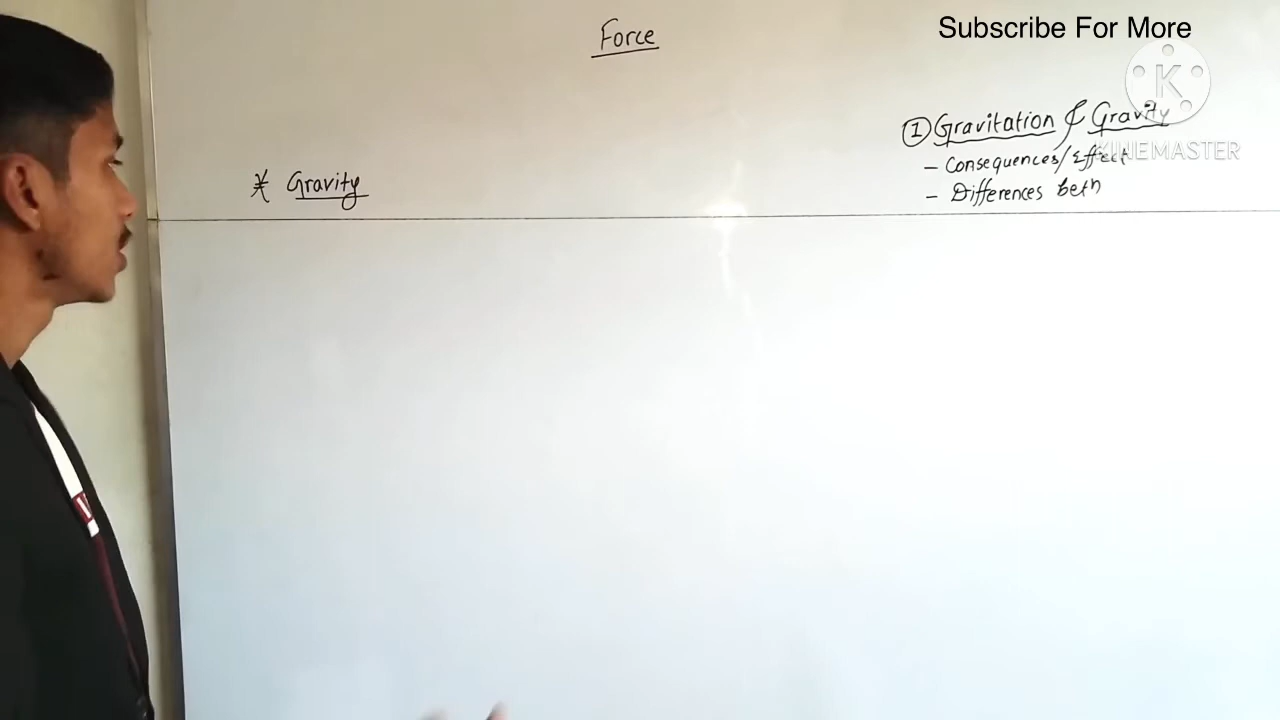 Force
Subscribe For More
K
① Gravitation & Gravity
KINEMASTER
- Consequences/Effect
- Differences betn
* Gravity